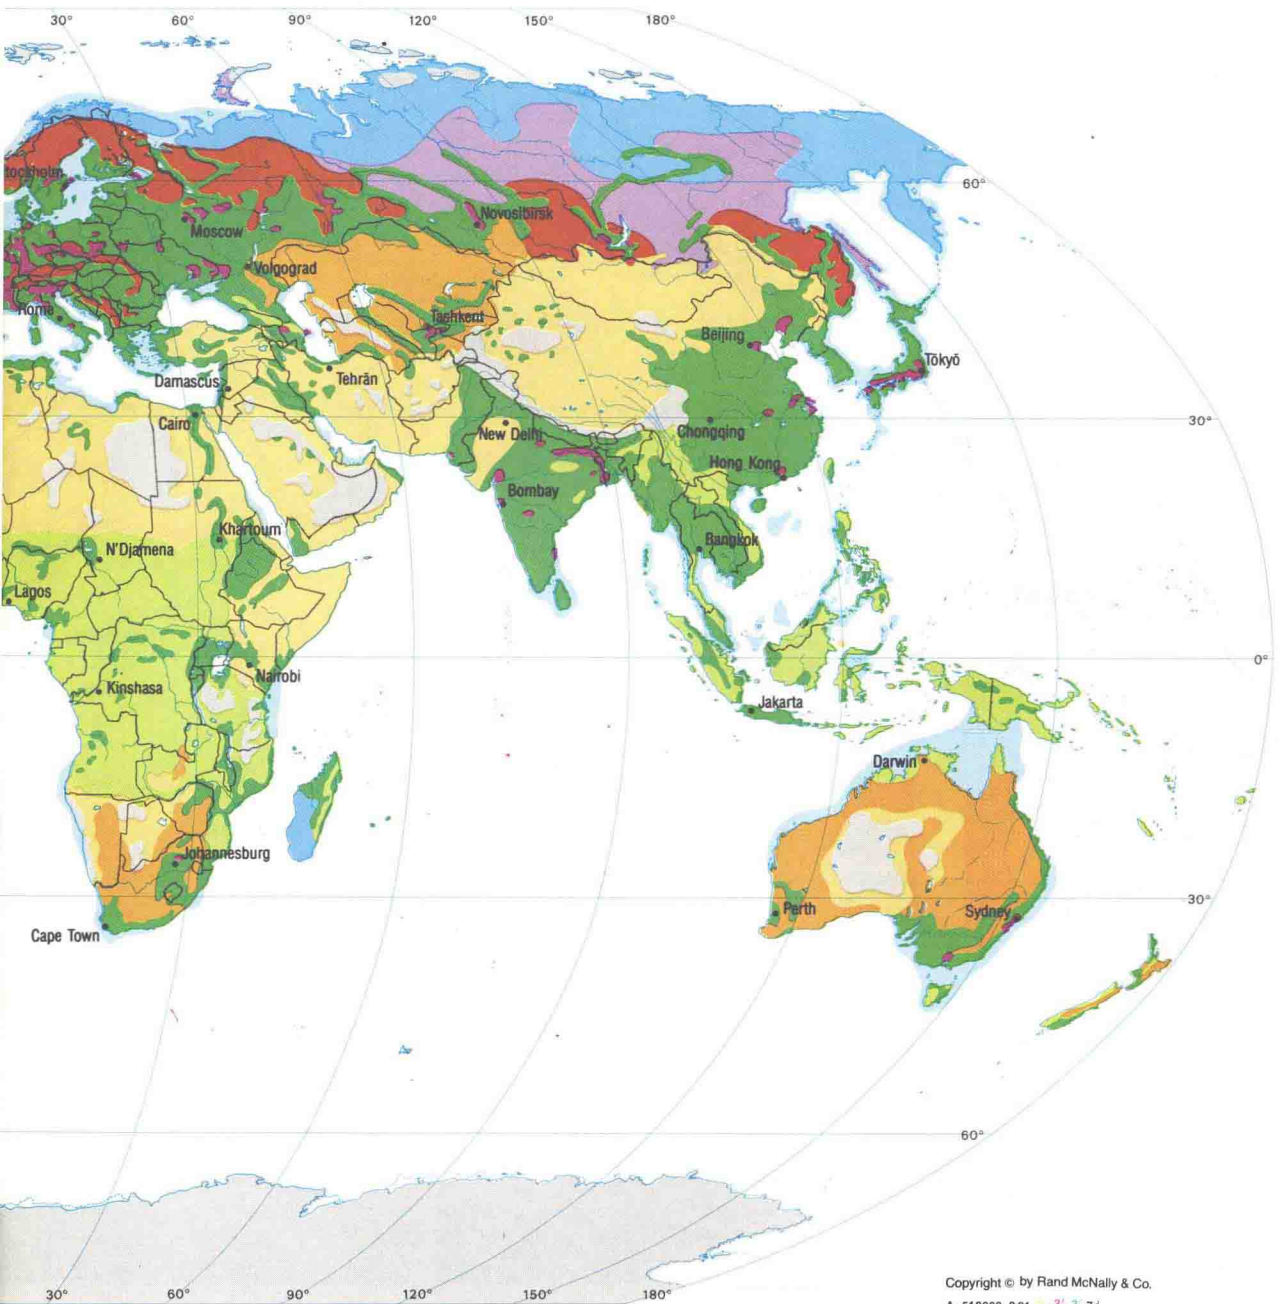 30° 60° 90° 120° 150° 180°
60°
Novosibirsk
Moscow
Volgograd
Rome
Tashkent
Beijing
Tōkyō
Damascus
Tehrān
Cairo
30°
New Delhi
Chongqing
Hong Kong
Bombay
Khartoum
Bangkok
N'Djamena
Lagos
0°
Nairobi
Kinshasa
Jakarta
Darwin
Johannesburg
30°
Perth
Sydney
Cape Town
60°
30° 60° 90° 120° 150° 180°
Copyright © by Rand McNally & Co.